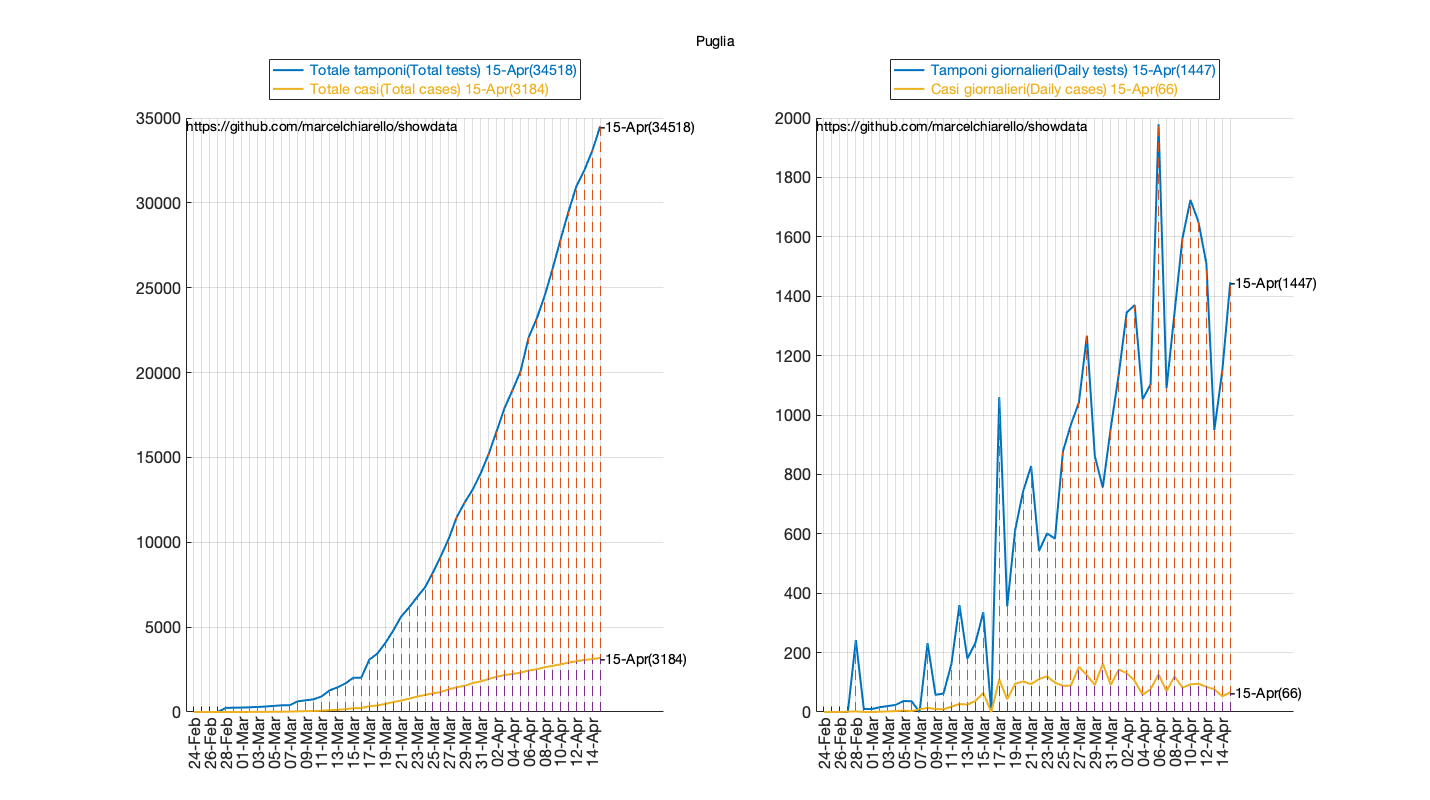 Puglia
Totale tamponi(Total tests) 15-Apr(34518)
Totale casi(Total cases) 15-Apr(3184)
https://github.com/marcelchiarello/showdata
35000
30000
25000
20000
15000
10000
5000
0
15-Apr(34518)
15-Apr(3184)
24-Feb
26-Feb
28-Feb
01-Mar
03-Mar
05-Mar
07-Mar
09-Mar
11-Mar
13-Mar
15-Mar
17-Mar
19-Mar
21-Mar
23-Mar
25-Mar
27-Mar
29-Mar
31-Mar
02-Apr
04-Apr
06-Apr
08-Apr
10-Apr
12-Apr
14-Apr
Tamponi giornalieri(Daily tests) 15-Apr(1447)
Casi giornalieri(Daily cases) 15-Apr(66)
https://github.com/marcelchiarello/showdata
2000
1800
1600
1400
1200
1000
800
600
400
200
0
15-Apr(1447)
15-Apr(66)
24-Feb
26-Feb
28-Feb
01-Mar
03-Mar
05-Mar
07-Mar
09-Mar
11-Mar
13-Mar
15-Mar
17-Mar
19-Mar
21-Mar
23-Mar
25-Mar
27-Mar
29-Mar
31-Mar
02-Apr
04-Apr
06-Apr
08-Apr
10-Apr
12-Apr
14-Apr